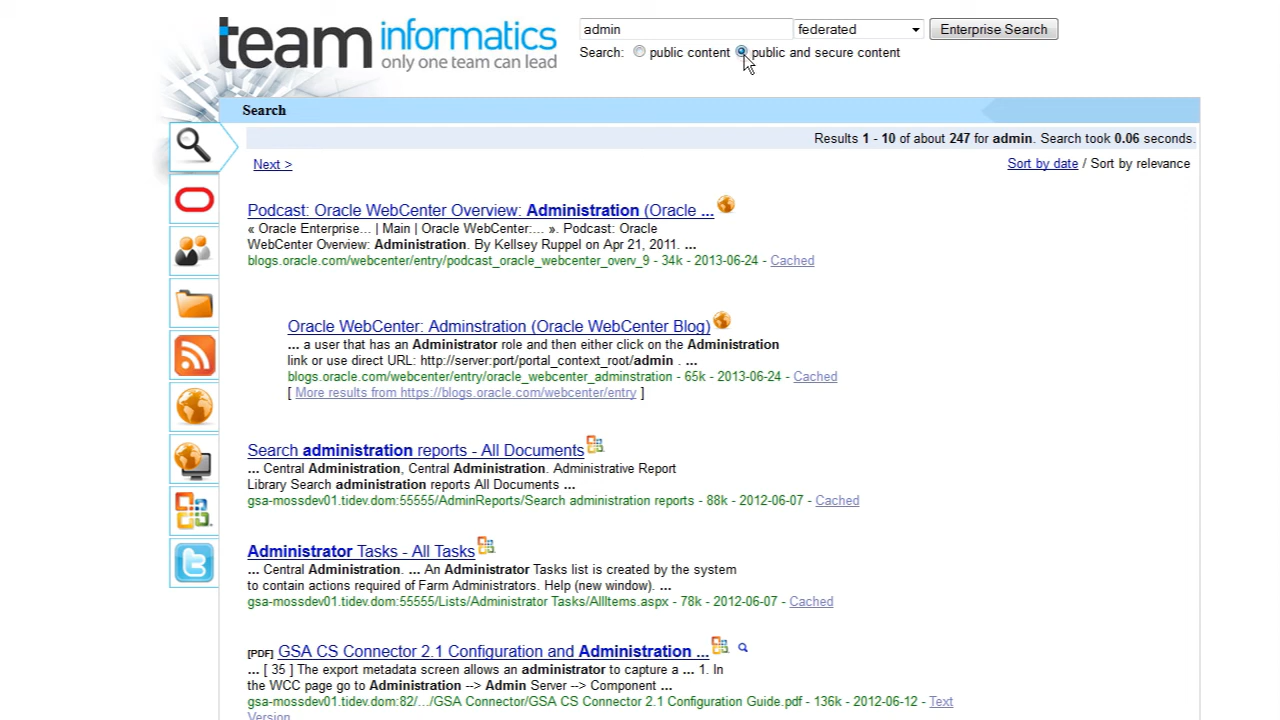 team informatics
only one team can lead
admin federated Enterprise Search
Search: public content public and secure content
Search
Results 1 - 10 of about 247 for admin. Search took 0.06 seconds.
Next > Sort by date / Sort by relevance
Podcast: Oracle WebCenter Overview: Administration (Oracle ...
« Oracle Enterprise... | Main | Oracle WebCenter:... ». Podcast: Oracle
WebCenter Overview: Administration. By Kellsey Ruppel on Apr 21, 2011. ...
blogs.oracle.com/webcenter/entry/podcast_oracle_webcenter_overv_9 - 34k - 2013-06-24 - Cached
Oracle WebCenter: Adminstration (Oracle WebCenter Blog)
... a user that has an Administrator role and then either click on the Administration
link or use direct URL: http://server:port/portal_context_root/admin . ...
blogs.oracle.com/webcenter/entry/oracle_webcenter_adminstration - 65k - 2013-06-24 - Cached
[ More results from https://blogs.oracle.com/webcenter/entry ]
Search administration reports - All Documents
... Central Administration, Central Administration. Administrative Report
Library Search administration reports All Documents ...
gsa-mossdev01.tidev.dom:55555/AdminReports/Search administration reports - 88k - 2012-06-07 - Cached
Administrator Tasks - All Tasks
... Central Administration. ... An Administrator Tasks list is created by the system
to contain actions required of Farm Administrators. Help (new window). ...
gsa-mossdev01.tidev.dom:55555/Lists/Administrator Tasks/AllItems.aspx - 78k - 2012-06-07 - Cached
[PDF] GSA CS Connector 2.1 Configuration and Administration ...
... [ 35 ] The export metadata screen allows an administrator to capture a ... 1. In
the WCC page go to Administration --> Admin Server --> Component ...
gsa-mossdev01.tidev.dom:82/.../GSA Connector/GSA CS Connector 2.1 Configuration Guide.pdf - 136k - 2012-06-12 - Text
Version